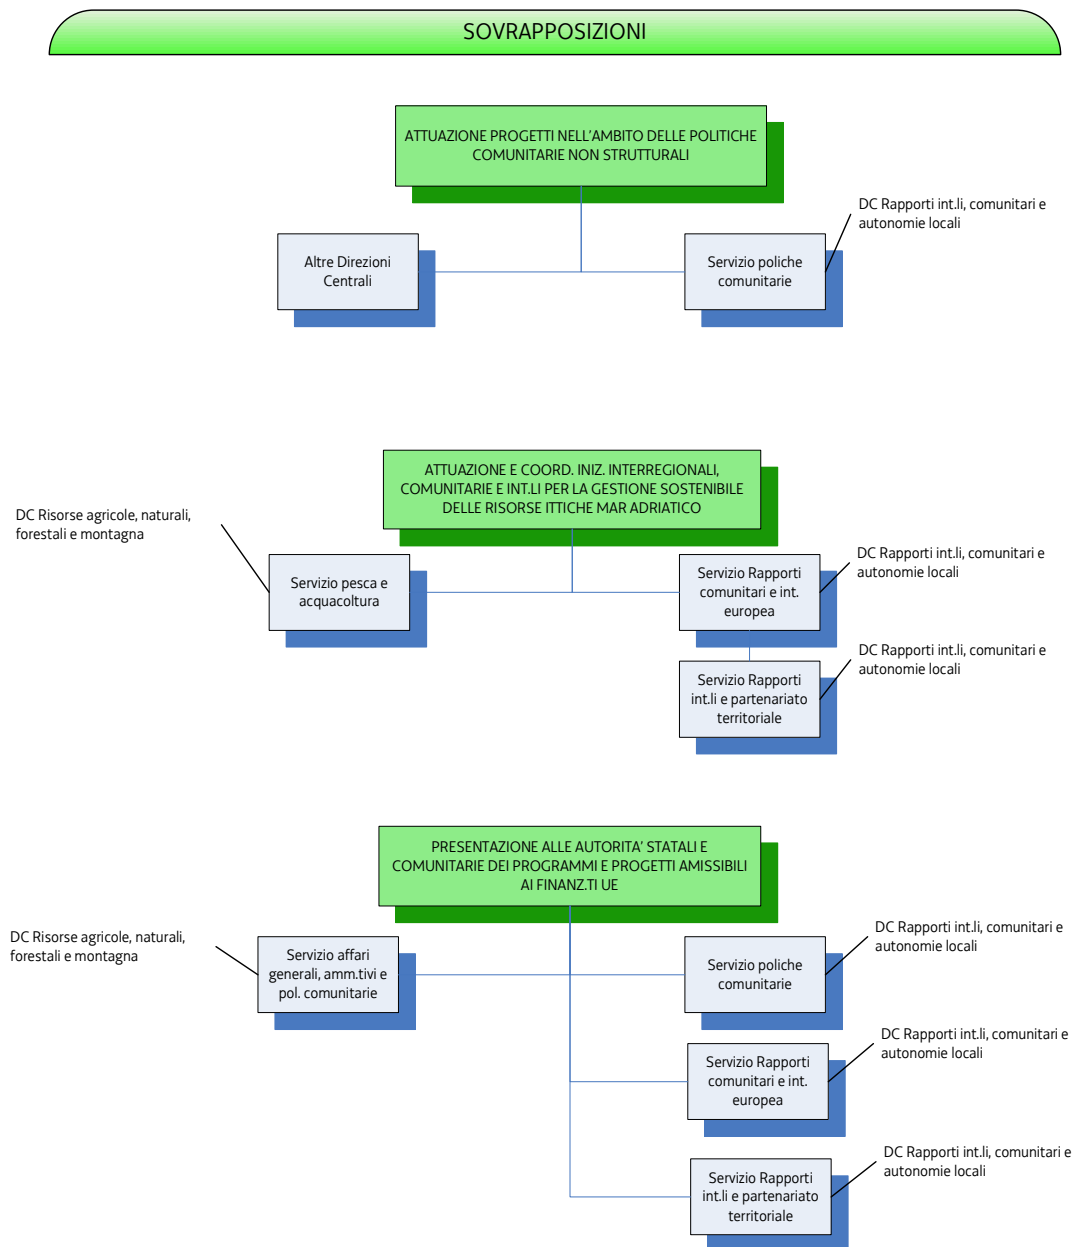 SOVRAPPOSIZIONI
ATTUAZIONE PROGETTI NELL'AMBITO DELLE POLITICHE
COMUNITARIE NON STRUTTURALI
DC Rapporti int.li, comunitari e
autonomie locali
Altre Direzioni
Centrali
Servizio poliche
comunitarie
ATTUAZIONE E COORD. INIZ. INTERREGIONALI,
COMUNITARIE E INT.LI PER LA GESTIONE SOSTENIBILE
DELLE RISORSE ITTICHE MAR ADRIATICO
DC Risorse agricole, naturali,
forestali e montagna
Servizio pesca e
acquacoltura
Servizio Rapporti
comunitari e int.
europea
DC Rapporti int.li, comunitari e
autonomie locali
Servizio Rapporti
int.li e partenariato
territoriale
DC Rapporti int.li, comunitari e
autonomie locali
PRESENTAZIONE ALLE AUTORITA' STATALI E
COMUNITARIE DEI PROGRAMMI E PROGETTI AMISSIBILI
AI FINANZ.TI UE
DC Risorse agricole, naturali,
forestali e montagna
Servizio affari
generali, amm.tivi e
pol. comunitarie
Servizio poliche
comunitarie
DC Rapporti int.li, comunitari e
autonomie locali
Servizio Rapporti
comunitari e int.
europea
DC Rapporti int.li, comunitari e
autonomie locali
Servizio Rapporti
int.li e partenariato
territoriale
DC Rapporti int.li, comunitari e
autonomie locali